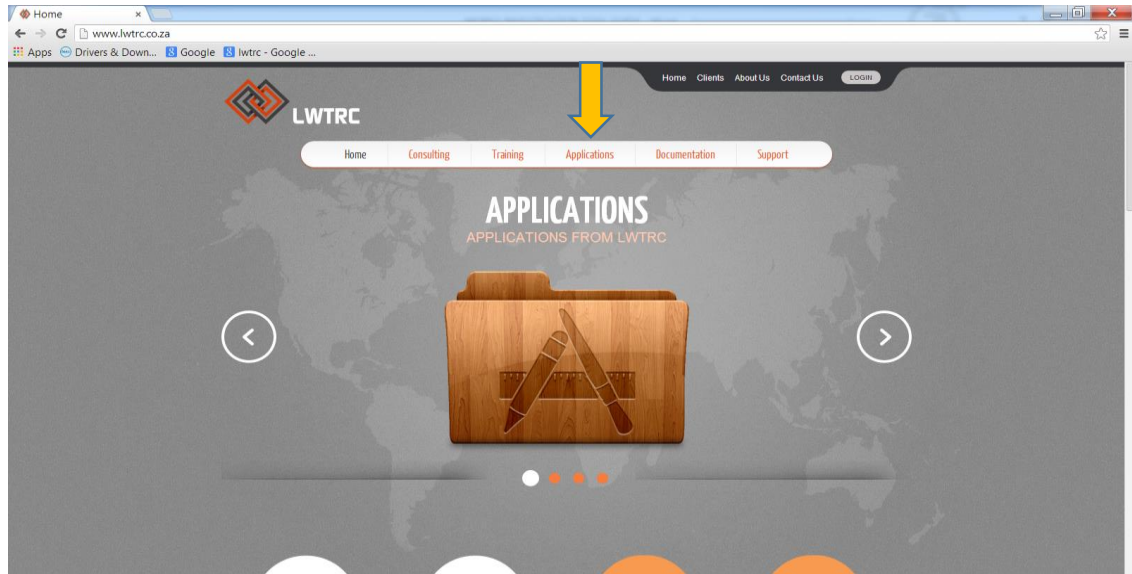 Home
www.lwtrc.co.za
Apps Drivers & Down... Google lwtrc - Google ...
Home Clients About Us Contact Us LOGIN
LWTRC
Home Consulting Training Applications Documentation Support
APPLICATIONS
APPLICATIONS FROM LWTRC